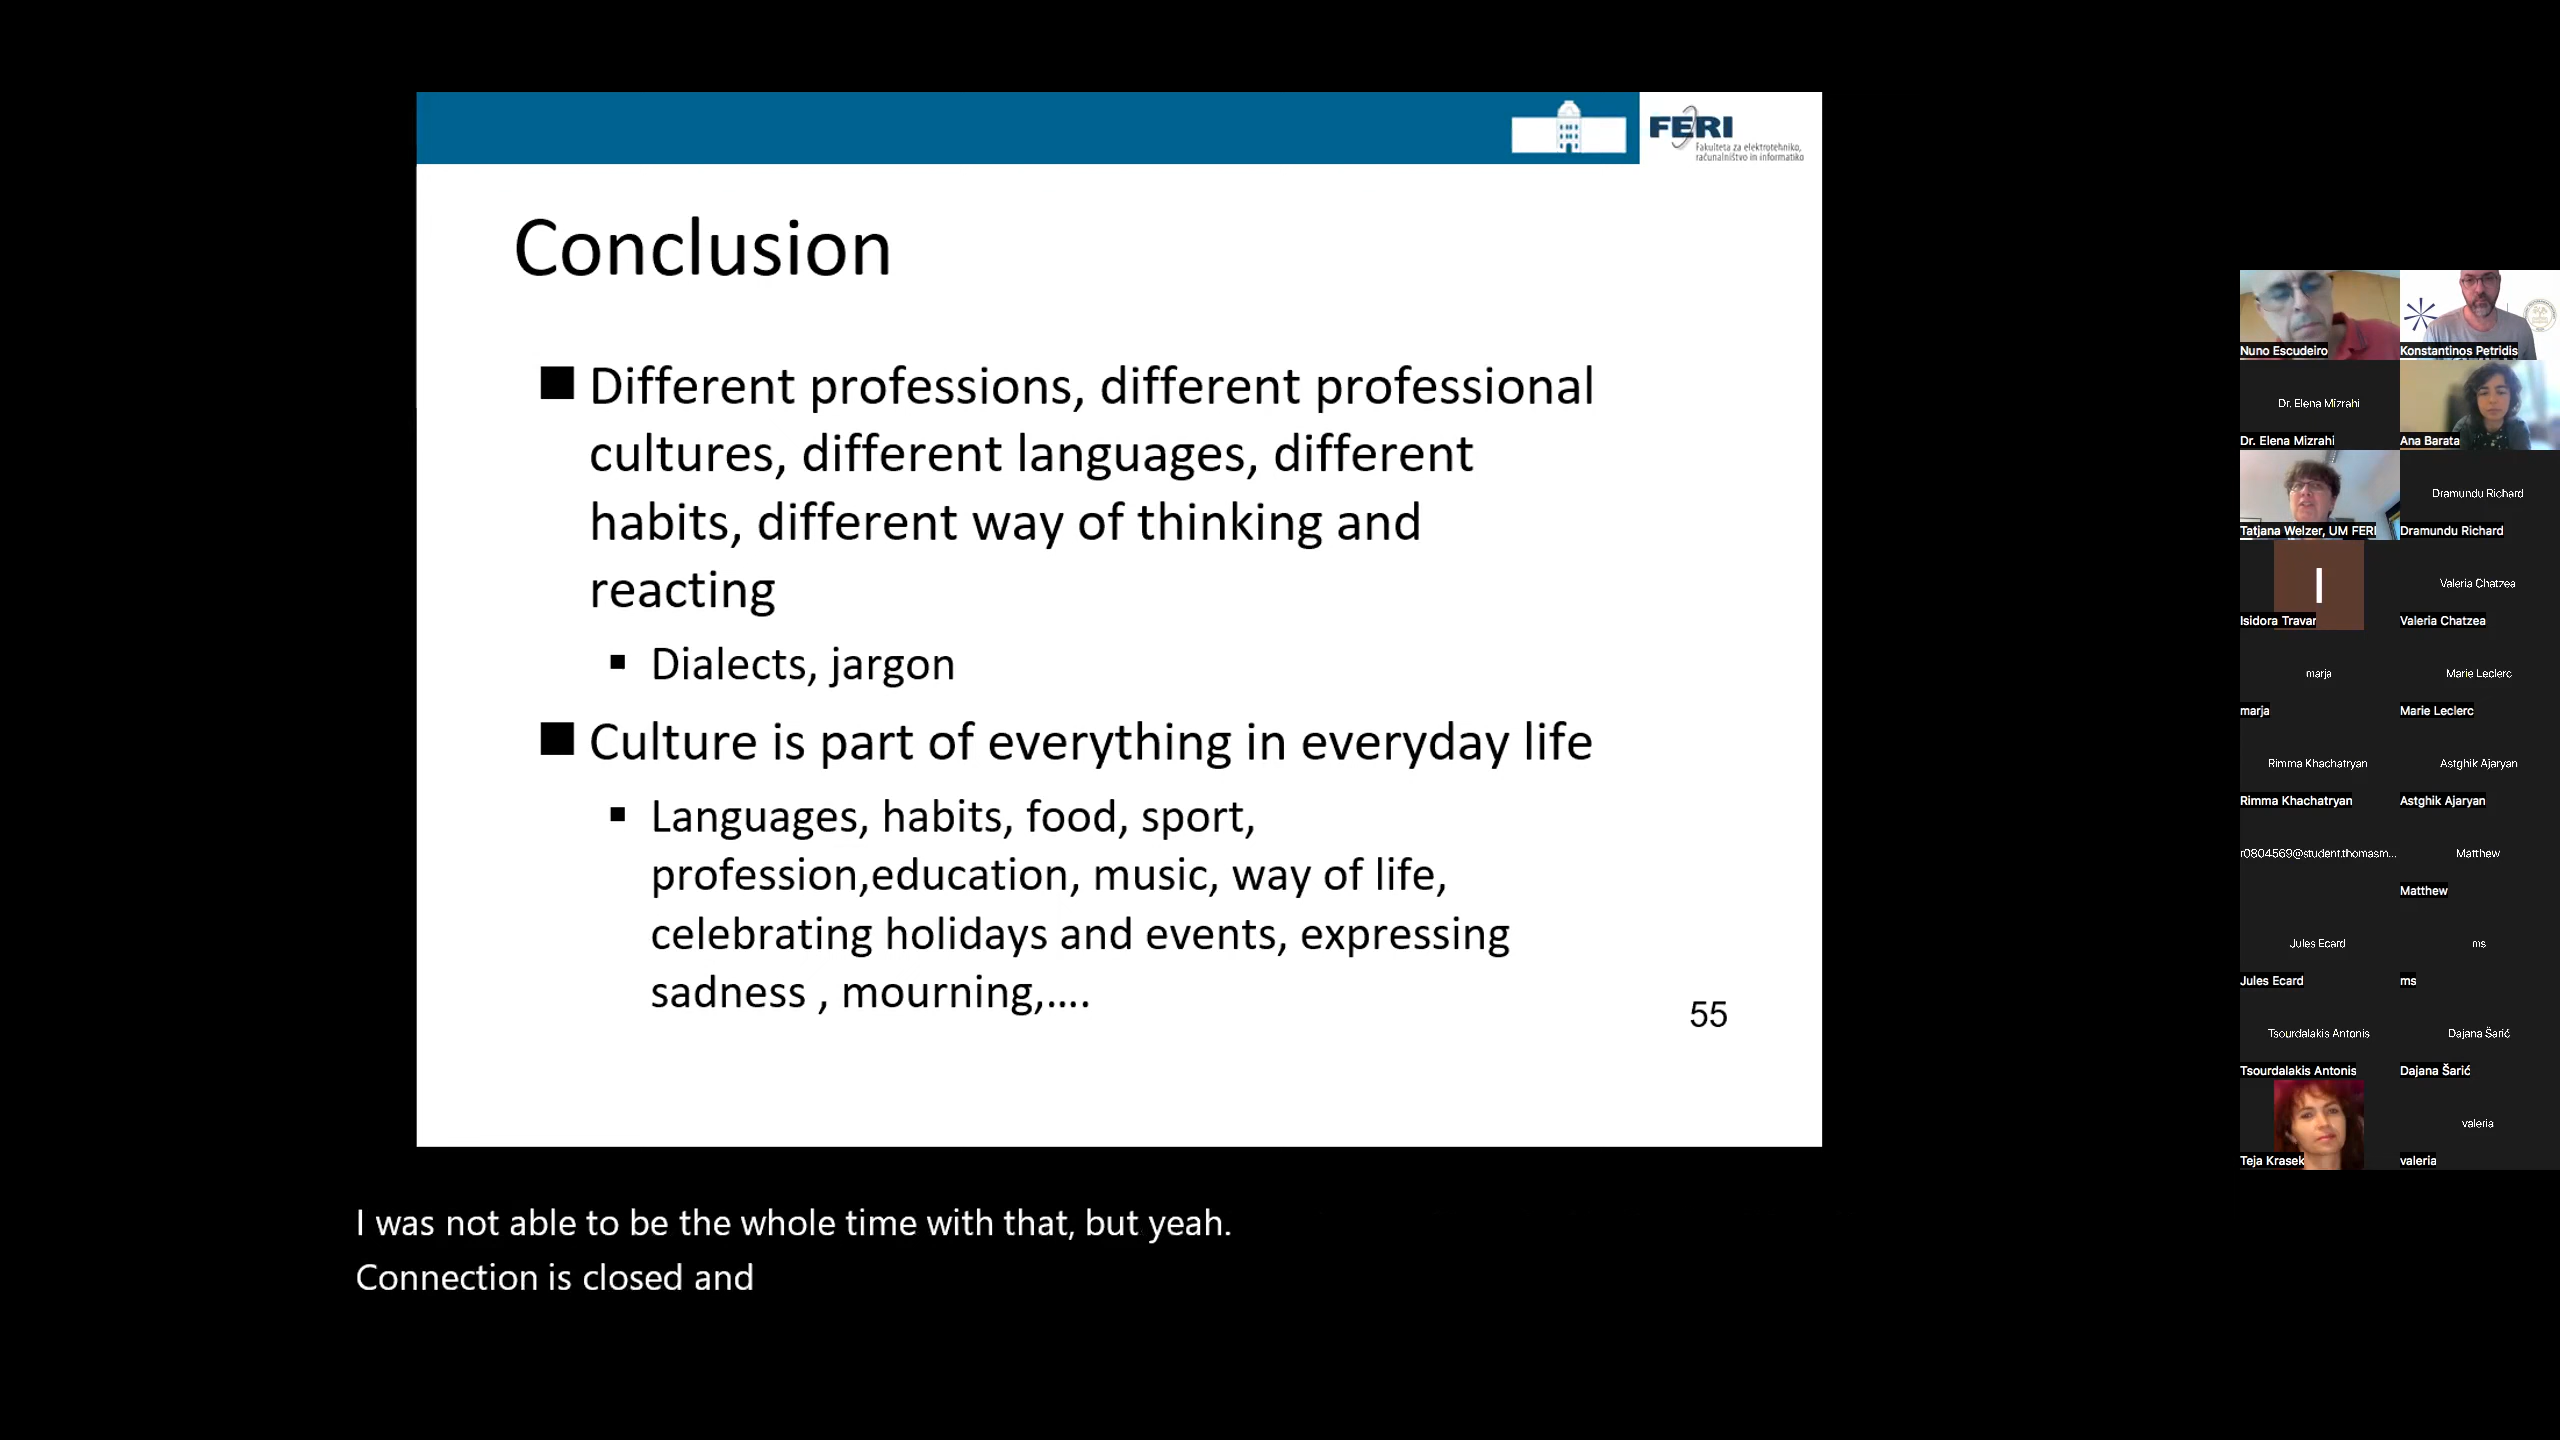 FERI
Fakulteta za elektrotehniko,
računalništvo in informatiko
Conclusion
Different professions, different professional
cultures, different languages, different
habits, different way of thinking and
reacting
Dialects, jargon
Culture is part of everything in everyday life
Languages, habits, food, sport,
profession,education, music, way of life,
celebrating holidays and events, expressing
sadness , mourning,....
55
I was not able to be the whole time with that, but yeah.
Connection is closed and
Nuno Escudeiro
Konstantinos Petridis
Dr. Elena Mizrahi
Dr. Elena Mizrahi
Ana Barata
Tatjana Welzer, UM FERI
Dramundu Richard
Dramundu Richard
I
Isidora Travar
Valeria Chatzea
Valeria Chatzea
marja
marja
Marie Leclerc
Marie Leclerc
Rimma Khachatryan
Rimma Khachatryan
Astghik Ajaryan
Astghik Ajaryan
r0804569@student.thomasm...
Matthew
Matthew
Jules Ecard
Jules Ecard
ms
ms
Tsourdalakis Antonis
Tsourdalakis Antonis
Dajana Šarić
Dajana Šarić
Teja Krasek
valeria
valeria